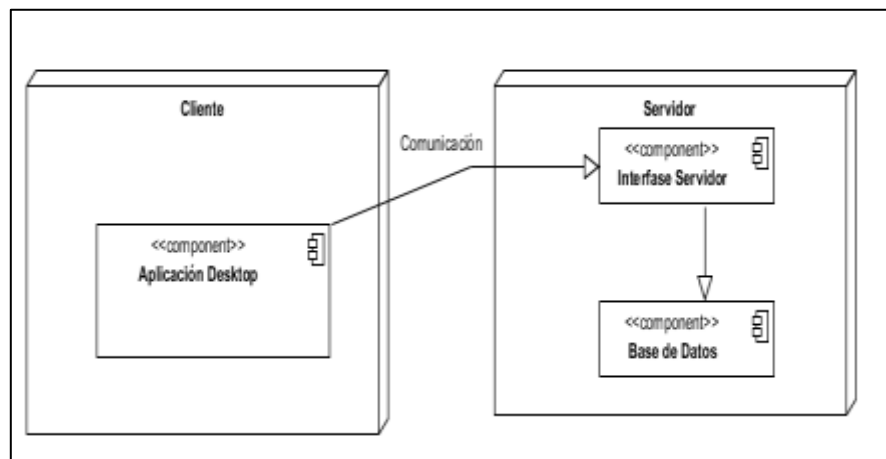 Cliente
<<component>>
Aplicación Desktop
Comunicación
Servidor
<<component>>
Interfase Servidor
<<component>>
Base de Datos